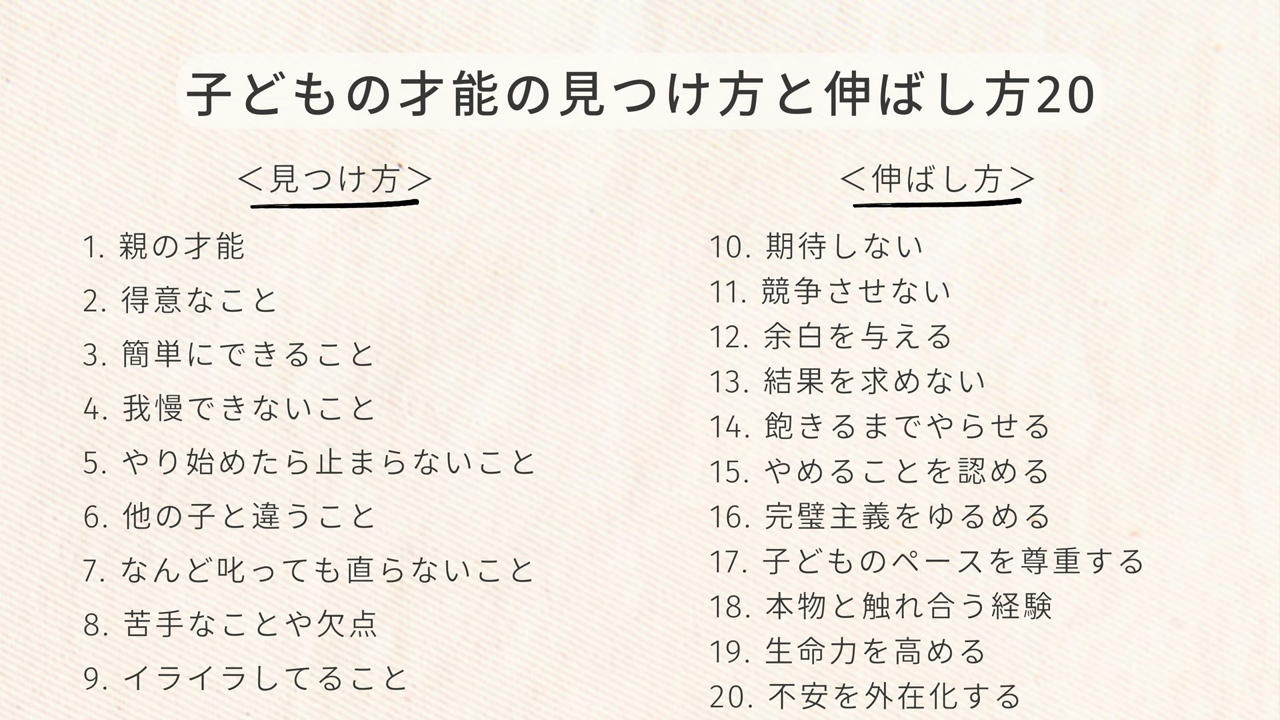 子どもの才能の見つけ方と伸ばし方20
＜見つけ方＞
1. 親の才能
2. 得意なこと
3. 簡単にできること
4. 我慢できないこと
5. やり始めたら止まらないこと
6. 他の子と違うこと
7. なんど叱っても直らないこと
8. 苦手なことや欠点
9. イライラしてること
＜伸ばし方＞
10. 期待しない
11. 競争させない
12. 余白を与える
13. 結果を求めない
14. 飽きるまでやらせる
15. やめることを認める
16. 完璧主義をゆるめる
17. 子どものペースを尊重する
18. 本物と触れ合う経験
19. 生命力を高める
20. 不安を外在化する